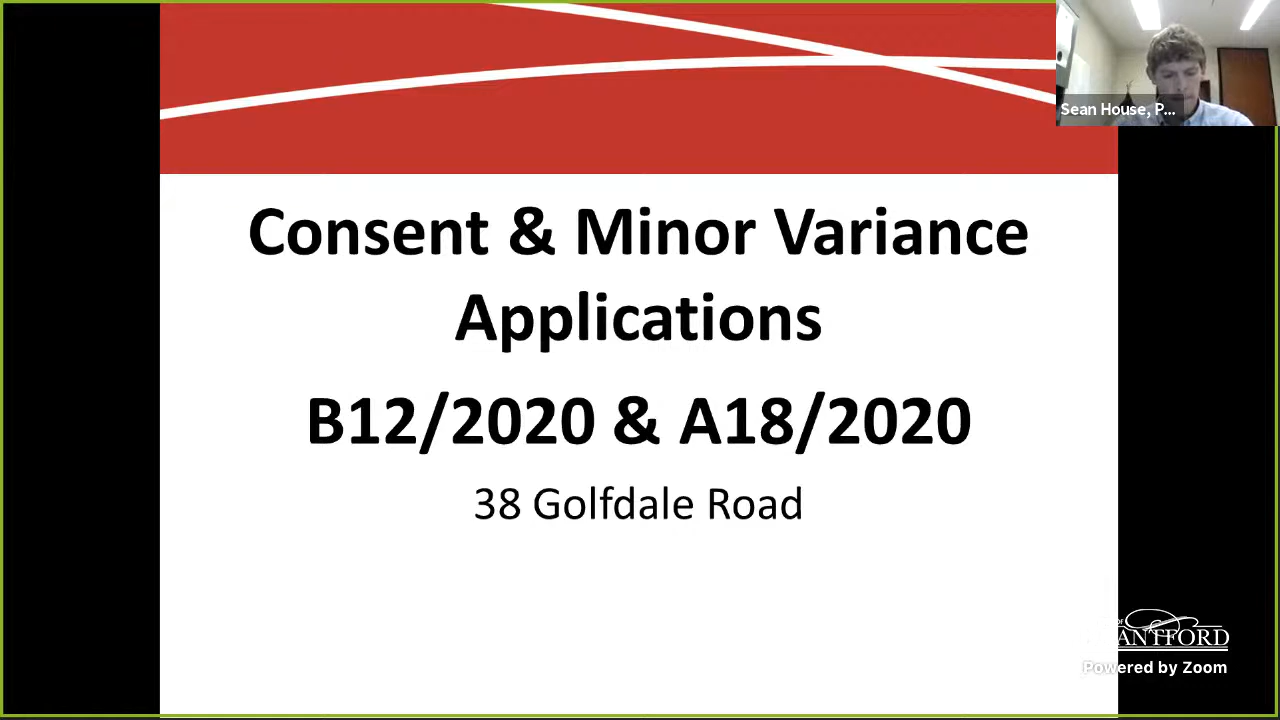 Sean House, P...
Consent & Minor Variance
Applications
B12/2020 & A18/2020
38 Golfdale Road
Powered by Zoom